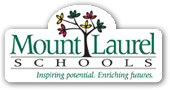 Mount Laurel
SCHOOLS
Inspiring potential. Enriching futures.